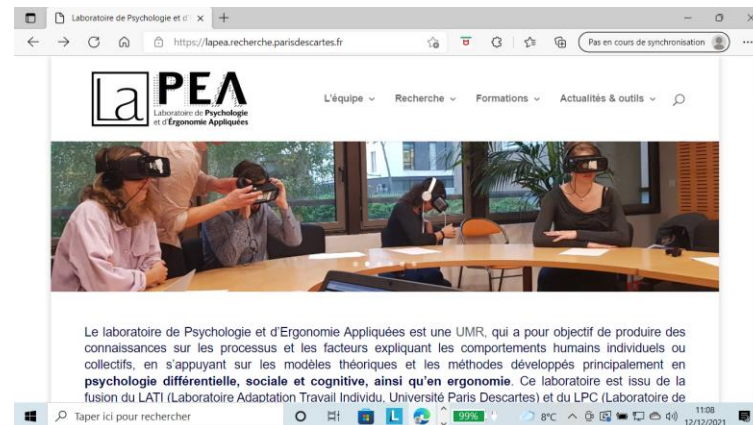 Laboratoire de Psychologie et d'
https://lapea.recherche.parisdescartes.fr
Pas en cours de synchronisation
La PEA
Laboratoire de Psychologie
et d'Ergonomie Appliquées
L'équipe
Recherche
Formations
Actualités & outils
Le laboratoire de Psychologie et d'Ergonomie Appliquées est une UMR, qui a pour objectif de produire des
connaissances sur les processus et les facteurs expliquant les comportements humains individuels ou
collectifs, en s'appuyant sur les modèles théoriques et les méthodes développés principalement en
psychologie différentielle, sociale et cognitive, ainsi qu'en ergonomie. Ce laboratoire est issu de la
fusion du LATI (Laboratoire Adaptation Travail Individu, Université Paris Descartes) et du LPC (Laboratoire de
Taper ici pour rechercher
L
99%
8°C
11:08
12/12/2021